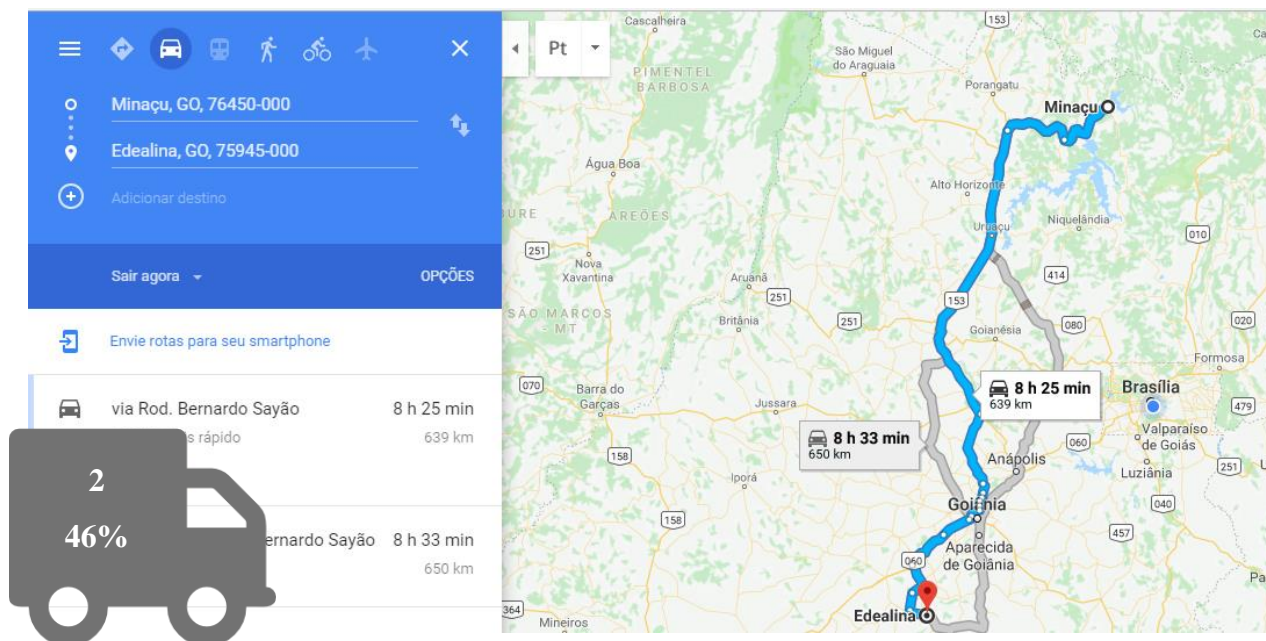 Minaçu, GO, 76450-000
Edealina, GO, 75945-000
Adicionar destino
Sair agora
OPÇÕES
Envie rotas para seu smartphone
via Rod. Bernardo Sayão 8 h 25 min
rápido 639 km
2
46%
ernardo Sayão 8 h 33 min
650 km
Pt
Cascalheira
153
São Miguel
do Araguaia
PIMENTEL
BARBOSA
Porangatu
Minaçu
Água Boa
Alto Horizonte
URE
AREÕES
Niquelândia
Uruaçu
010
251
Nova
Xavantina
Aruanã
414
251
153
SÃO MARCOS
MT
Britânia
251
Goianésia
080
020
Formosa
070
Barra do
Garças
Jussara
8 h 25 min
639 km
Brasília
479
8 h 33 min
650 km
060
Valparaíso
de Goiás
158
Anápolis
Luziânia
251
Iporá
040
Goiânia
158
457
Aparecida
de Goiânia
060
Pa
364
Mineiros
Edealina